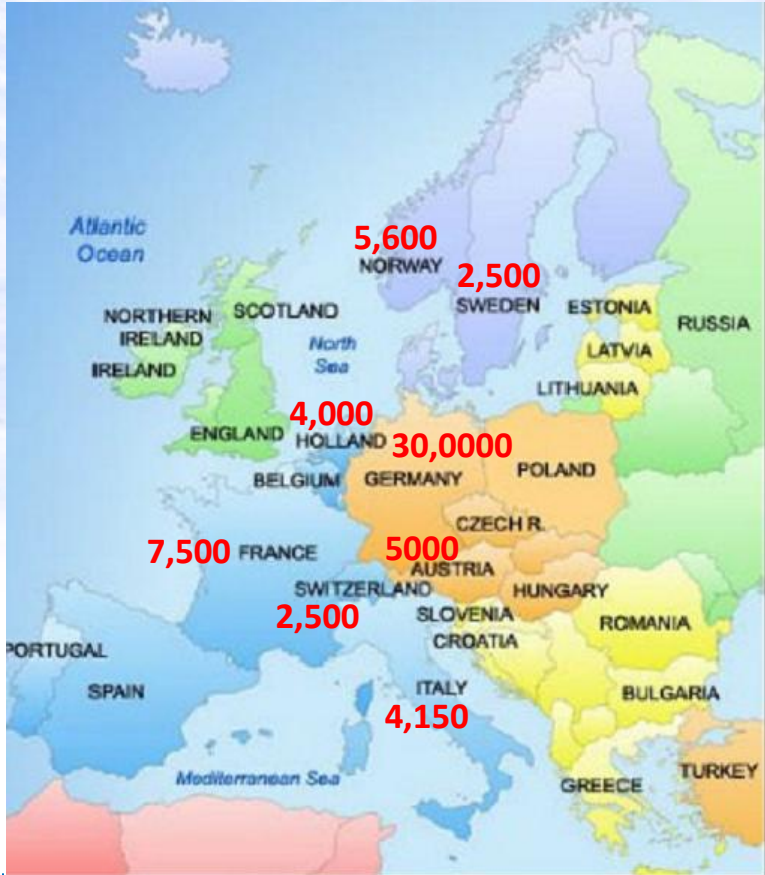 Atlantic
Ocean
5,600
NORWAY
2,500
SWEDEN
ESTONIA
RUSSIA
NORTHERN
IRELAND
SCOTLAND
IRELAND
North
Sea
LATVIA
LITHUANIA
4,000
ENGLAND
HOLLAND
30,0000
BELGIUM
GERMANY
POLAND
CZECH R.
7,500
FRANCE
5000
AUSTRIA
SWITZERLAND
HUNGARY
2,500
SLOVENIA
CROATIA
ROMANIA
PORTUGAL
SPAIN
ITALY
4,150
BULGARIA
Mediterranean Sea
GREECE
TURKEY